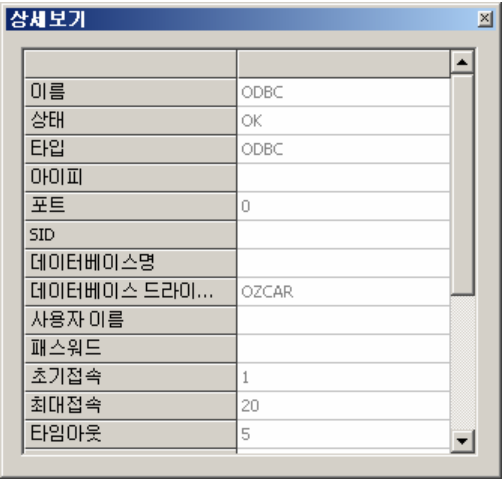 상세보기
이름 ODBC
상태 OK
타입 ODBC
아이피
포트 0
SID
데이터베이스명
데이터베이스 드라이... OZCAR
사용자 이름
패스워드
초기접속 1
최대접속 20
타임아웃 5